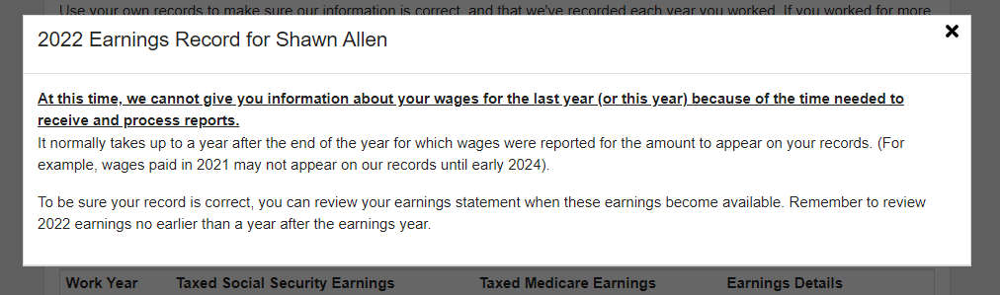 Use your own records to make sure our information is correct, and that we've recorded each year you worked. If you worked for more
2022 Earnings Record for Shawn Allen
At this time, we cannot give you information about your wages for the last year (or this year) because of the time needed to
receive and process reports.
It normally takes up to a year after the end of the year for which wages were reported for the amount to appear on your records. (For
example, wages paid in 2021 may not appear on our records until early 2024).
To be sure your record is correct, you can review your earnings statement when these earnings become available. Remember to review
2022 earnings no earlier than a year after the earnings year.
Work Year Taxed Social Security Earnings Taxed Medicare Earnings Earnings Details